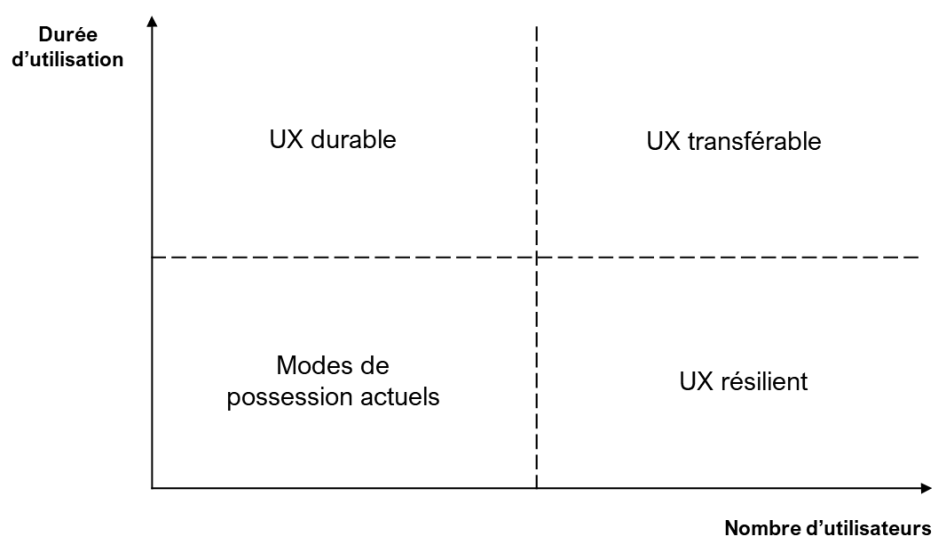 Durée
d’utilisation
UX durable
UX transférable
Modes de
possession actuels
UX résilient
Nombre d’utilisateurs